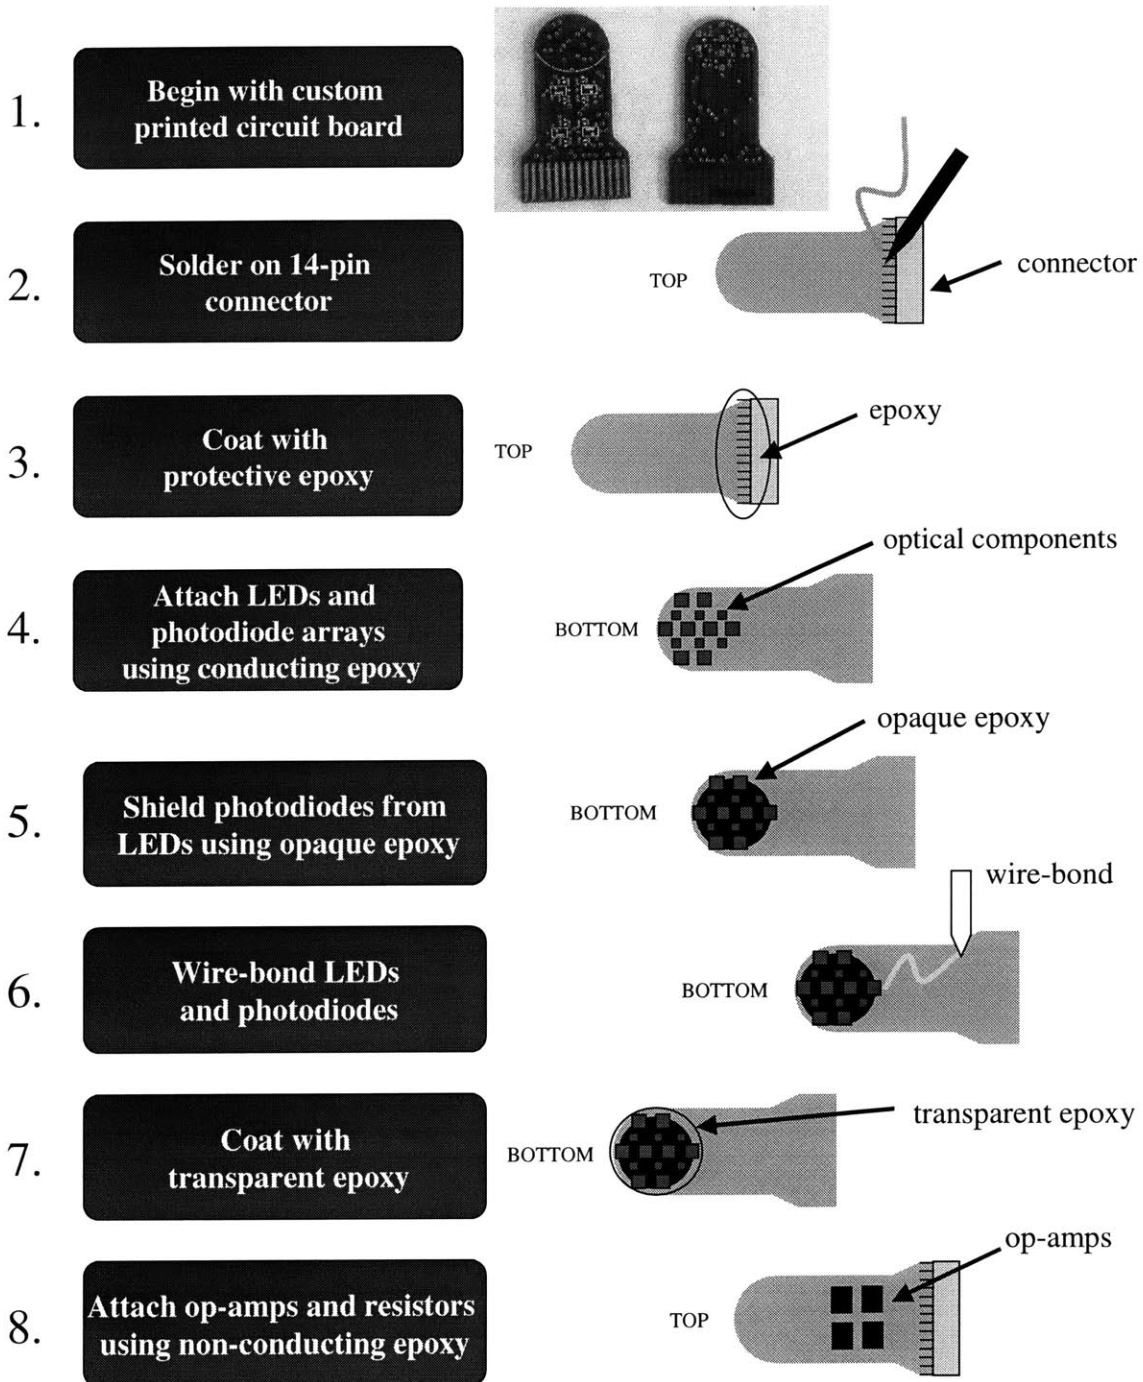 1.
Begin with custom
printed circuit board
2.
Solder on 14-pin
connector
TOP
connector
3.
Coat with
protective epoxy
TOP
epoxy
4.
Attach LEDs and
photodiode arrays
using conducting epoxy
BOTTOM
optical components
5.
Shield photodiodes from
LEDs using opaque epoxy
BOTTOM
opaque epoxy
6.
Wire-bond LEDs
and photodiodes
BOTTOM
wire-bond
7.
Coat with
transparent epoxy
BOTTOM
transparent epoxy
8.
Attach op-amps and resistors
using non-conducting epoxy
TOP
op-amps